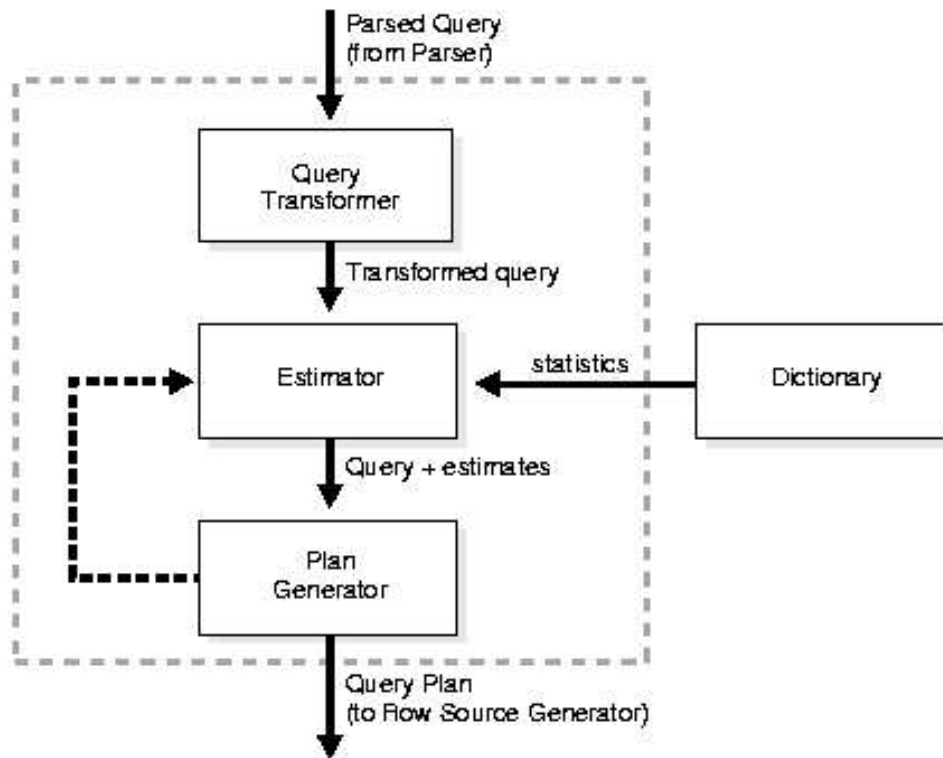 Parsed Query
(from Parser)
Query
Transformer
Transformed query
Estimator
statistics
Dictionary
Query + estimates
Plan
Generator
Query Plan
(to Row Source Generator)